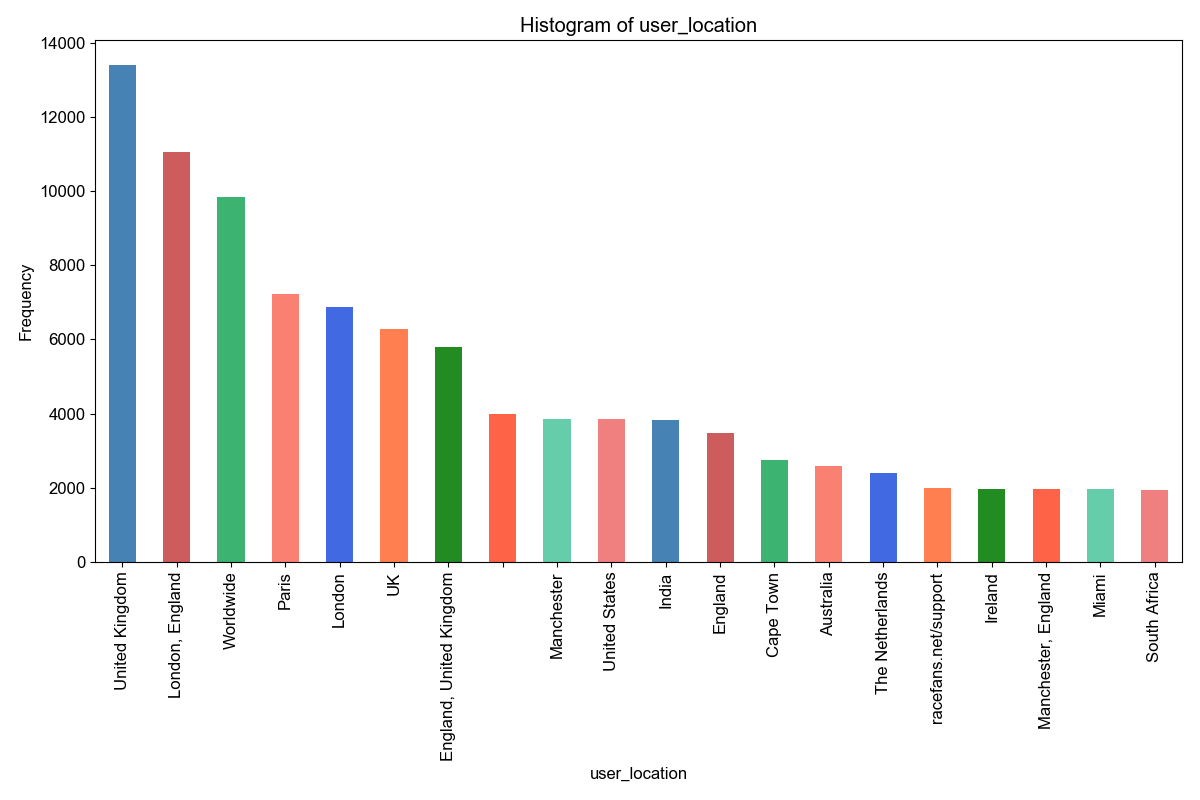 Histogram of user_location
14000
12000
10000
8000
6000
4000
2000
0
Frequency
United Kingdom
London, England
Worldwide
Paris
London
UK
England, United Kingdom
Manchester
United States
India
England
Cape Town
Australia
The Netherlands
racefans.net/support
Ireland
Manchester, England
Miami
South Africa
user_location